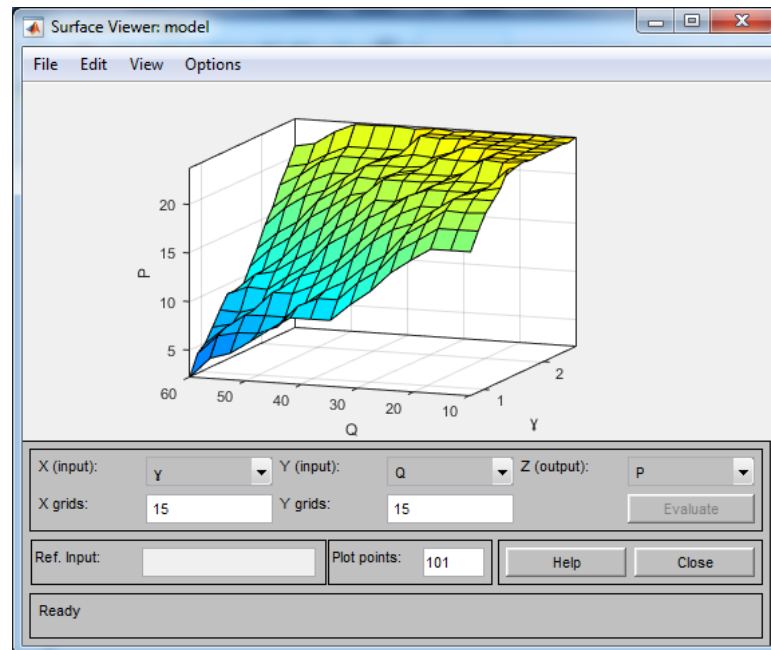 Surface Viewer: model
File Edit View Options
20
15
10
5
P
60 50 40 30 20 10
Q
1 2
ɣ
X (input): ɣ Y (input): Q Z (output): P
X grids: 15 Y grids: 15 Evaluate
Ref. Input: Plot points: 101 Help Close
Ready